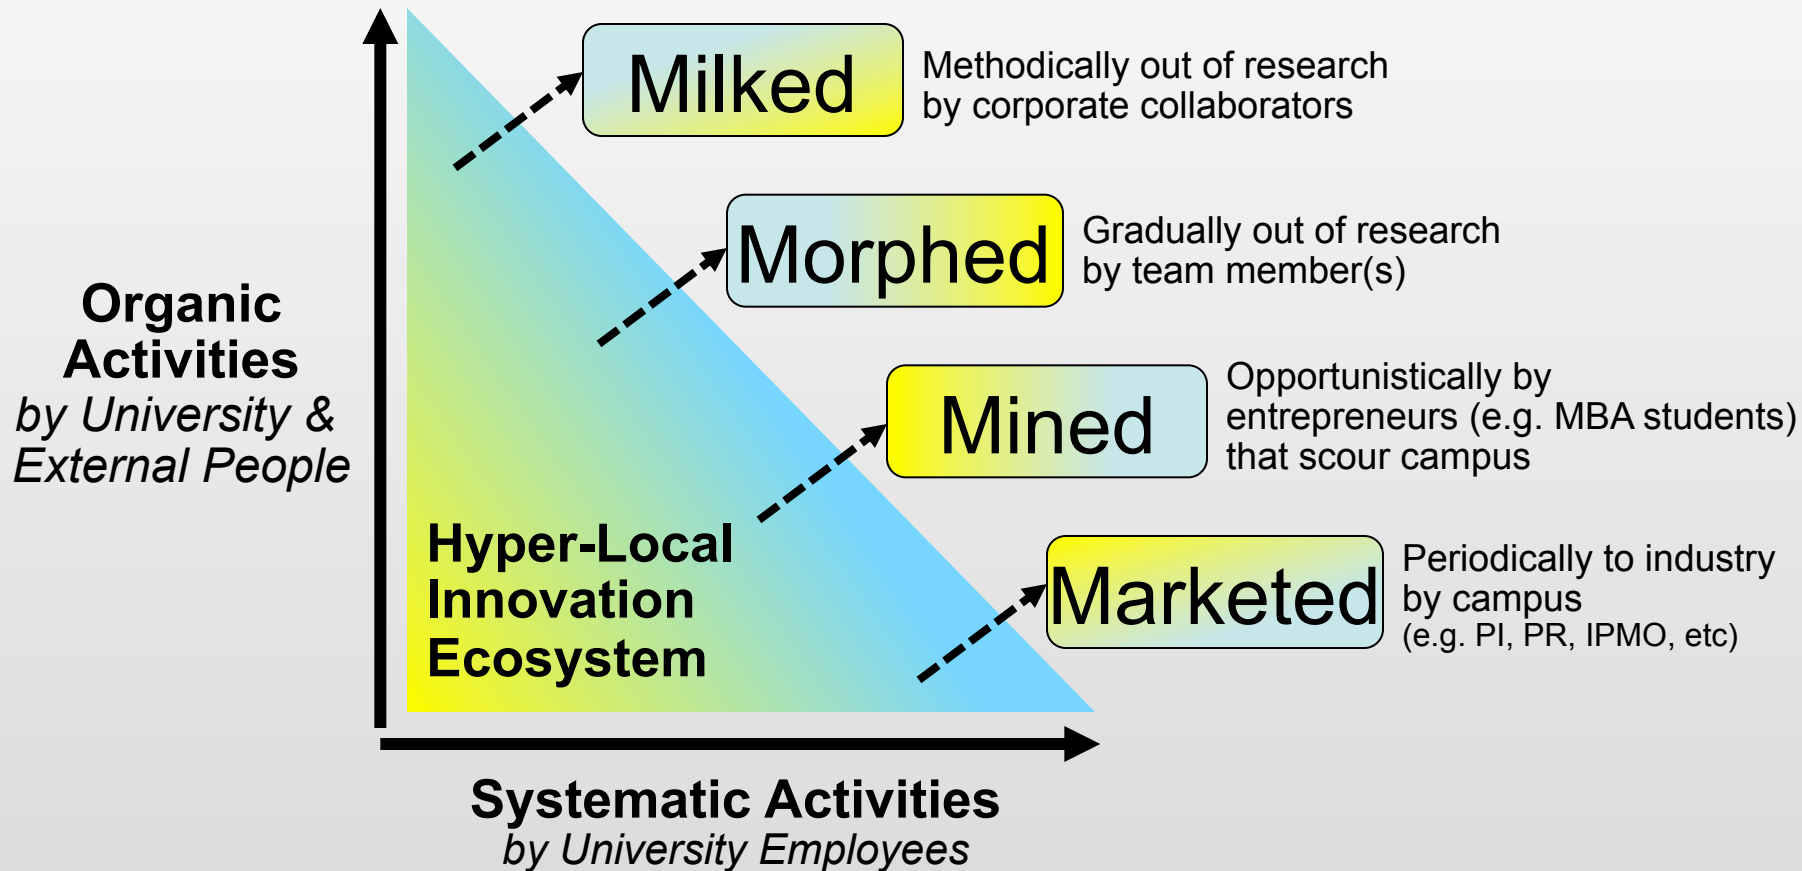 Milked
Methodically out of research
by corporate collaborators
Morphed
Gradually out of research
by team member(s)
Organic
Activities
by University &
External People
Mined
Opportunistically by
entrepreneurs (e.g. MBA students)
that scour campus
Hyper-Local
Innovation
Ecosystem
Marketed
Periodically to industry
by campus
(e.g. PI, PR, IPMO, etc)
Systematic Activities
by University Employees